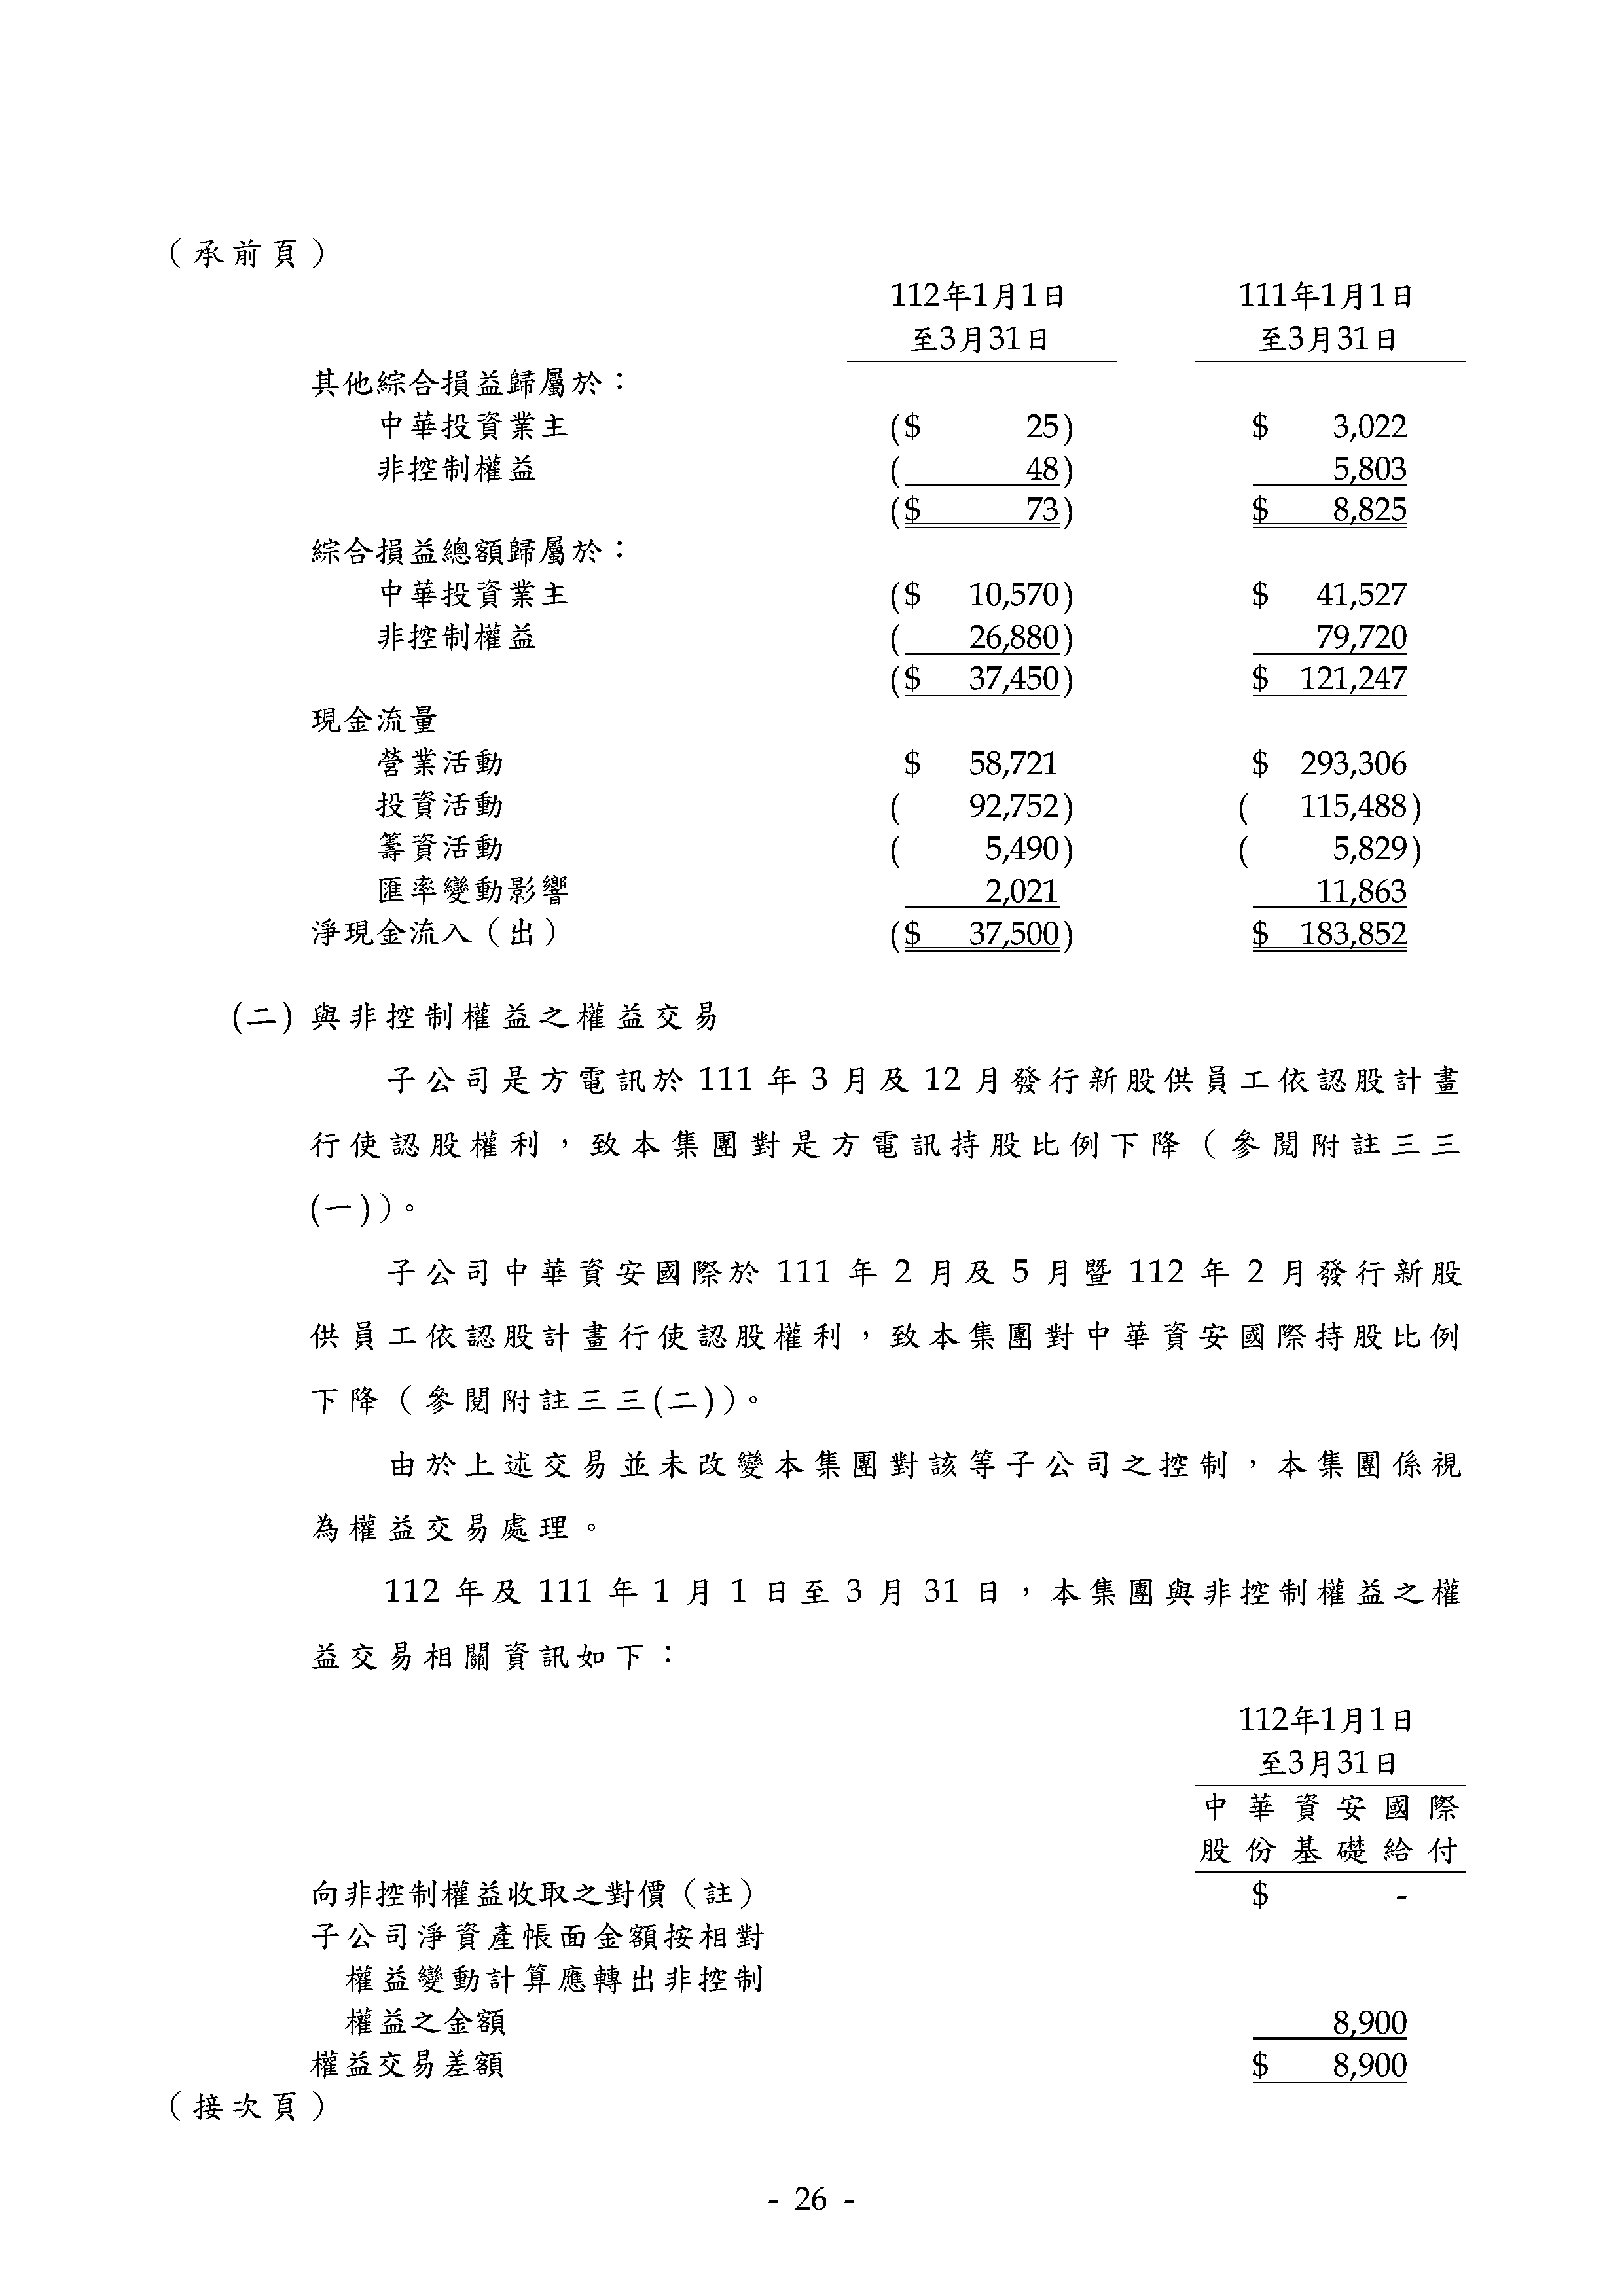 （承前頁）
112年1月1日 111年1月1日
至3月31日 至3月31日
其他綜合損益歸屬於：
中華投資業主 ($ 25) $ 3,022
非控制權益 ( 48) 5,803
($ 73) $ 8,825
綜合損益總額歸屬於：
中華投資業主 ($ 10,570) $ 41,527
非控制權益 ( 26,880) 79,720
($ 37,450) $ 121,247
現金流量
營業活動 $ 58,721 $ 293,306
投資活動 ( 92,752) ( 115,488)
籌資活動 ( 5,490) ( 5,829)
匯率變動影響 2,021 11,863
淨現金流入（出） ($ 37,500) $ 183,852
(二) 與非控制權益之權益交易
子公司是方電訊於 111 年 3 月及 12 月發行新股供員工依認股計畫
行使認股權利，致本集團對是方電訊持股比例下降（參閱附註三三
(一)）。
子公司中華資安國際於 111 年 2 月及 5 月暨 112 年 2 月發行新股
供員工依認股計畫行使認股權利，致本集團對中華資安國際持股比例
下降（參閱附註三三(二)）。
由於上述交易並未改變本集團對該等子公司之控制，本集團係視
為權益交易處理。
112 年及 111 年 1 月 1 日至 3 月 31 日，本集團與非控制權益之權
益交易相關資訊如下：
112年1月1日
至3月31日
中華資安國際
股份基礎給付
向非控制權益收取之對價（註） $ -
子公司淨資產帳面金額按相對
權益變動計算應轉出非控制
權益之金額 8,900
權益交易差額 $ 8,900
（接次頁）
- 26 -